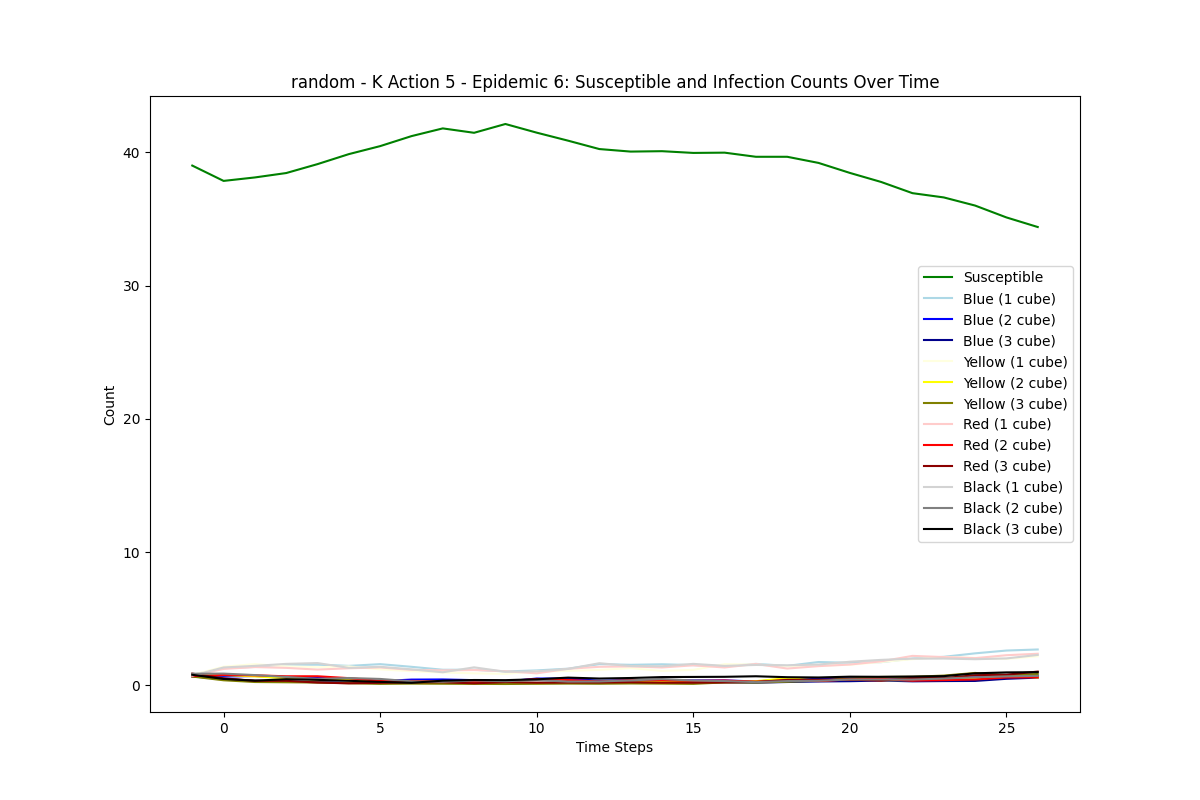 random - K Action 5 - Epidemic 6: Susceptible and Infection Counts Over Time
40
30
20
10
0
Count
Susceptible
Blue (1 cube)
Blue (2 cube)
Blue (3 cube)
Yellow (1 cube)
Yellow (2 cube)
Yellow (3 cube)
Red (1 cube)
Red (2 cube)
Red (3 cube)
Black (1 cube)
Black (2 cube)
Black (3 cube)
0 5 10 15 20 25
Time Steps